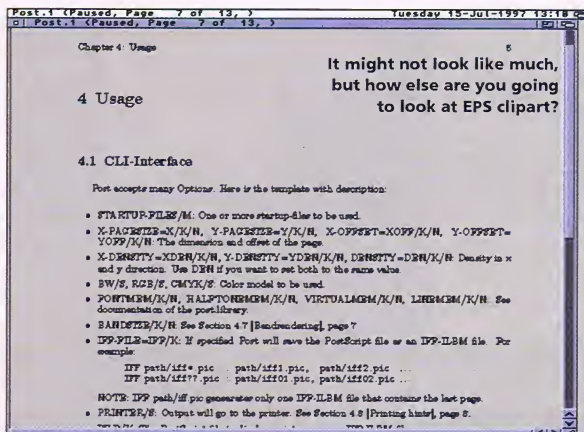 Post.1 (Paused, Page 7 of 13, )
Tuesday 15-Jul-1997 13:18
Post.1 (Paused, Page 7 of 13, )
Chapter 4: Usage
5
It might not look like much,
but how else are you going
to look at EPS clipart?
4 Usage
4.1 CLI-Interface
Post accepts many Options. Here is the template with description:
• STARTUP-FILES/M: One or more startup-files to be used.
• X-PAGESIZE=X/K/N, Y-PAGESIZE=Y/K/N, X-OFFSET=XOFF/K/N, Y-OFFSET=
YOFF/K/N: The dimension and offset of the page.
• X-DENSITY=XDEN/K/N, Y-DENSITY=YDEN/K/N, DENSITY=DEN/K/N: Density in x
and y direction. Use DEN if you want to set both to the same value.
• BW/S, RGB/S, CMYK/S: Color model to be used.
• FONTMEM/K/N, HALFTONEMEM/K/N, VIRTUALMEM/K/N, LINEMEM/K/N: See
documentation of the post.library.
• BANDSIZE/K/N: See Section 4.7 [Bandrendering], page 7
• IFF-FILE=IFF/K: If specified Post will save the PostScript file as an IFF-ILBM file. For
example:
IFF path/iff*.pic : path/iff1.pic, path/iff2.pic ...
IFF path/iff??.pic : path/iff01.pic, path/iff02.pic ...
NOTE: IFF path/iff.pic generates only one IFF-ILBM file that contains the last page.
• PRINTER/S: Output will go to the printer. See Section 4.8 [Printing hints], page 8.